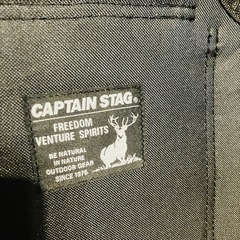 CAPTAIN STAG®
FREEDOM
VENTURE SPIRITS
BE NATURAL
IN NATURE
OUTDOOR GEAR
SINCE 1976